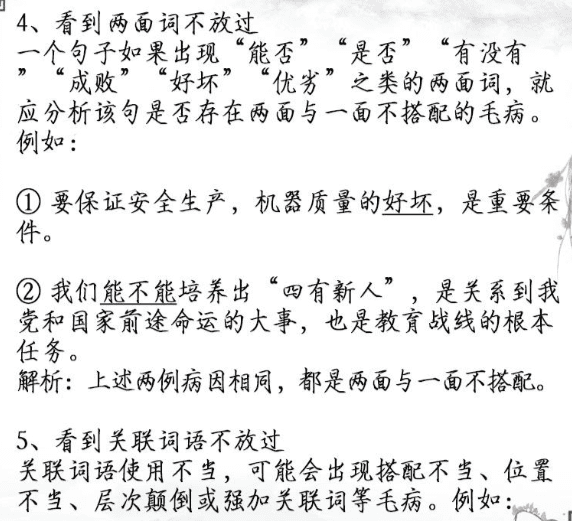 4、看到两面词不放过
一个句子如果出现“能否”“是否”“有没有
”“成败”“好坏”“优劣”之类的两面词，就
应分析该句是否存在两面与一面不搭配的毛病。
例如：
① 要保证安全生产，机器质量的好坏，是重要条
件。
② 我们能不能培养出“四有新人”，是关系到我
党和国家前途命运的大事，也是教育战线的根本
任务。
解析：上述两例病因相同，都是两面与一面不搭配。
5、看到关联词语不放过
关联词语使用不当，可能会出现搭配不当、位置
不当、层次颠倒或强加关联词等毛病。例如：